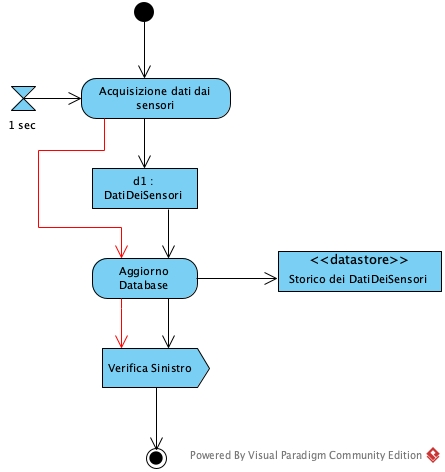 Acquisizione dati dai
sensori
1 sec
d1 :
DatiDeiSensori
Aggiorno
Database
<<datastore>>
Storico dei DatiDeiSensori
Verifica Sinistro
Powered By Visual Paradigm Community Edition